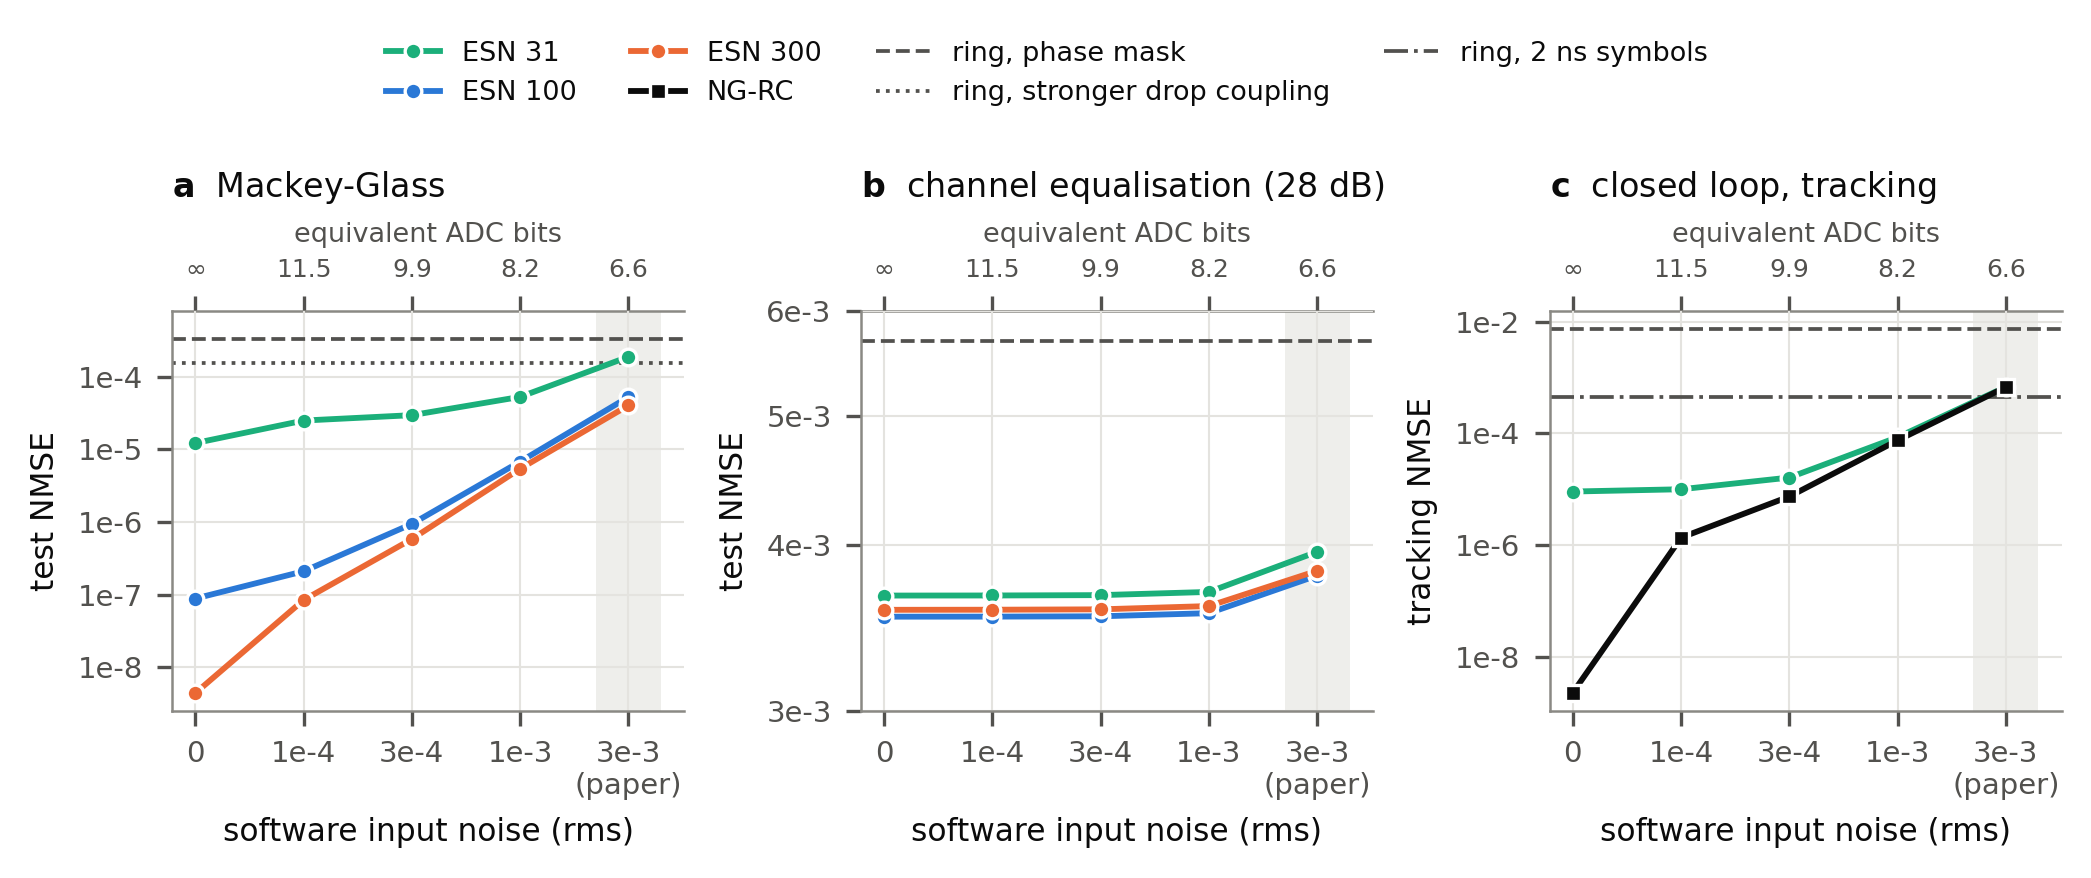 ESN 31
ESN 100
ESN 300
NG-RC
ring, phase mask
ring, stronger drop coupling
ring, 2 ns symbols
a Mackey-Glass
equivalent ADC bits
∞ 11.5 9.9 8.2 6.6
1e-4
1e-5
1e-6
1e-7
1e-8
test NMSE
0 1e-4 3e-4 1e-3 3e-3
(paper)
software input noise (rms)
b channel equalisation (28 dB)
equivalent ADC bits
∞ 11.5 9.9 8.2 6.6
6e-3
5e-3
4e-3
3e-3
test NMSE
0 1e-4 3e-4 1e-3 3e-3
(paper)
software input noise (rms)
c closed loop, tracking
equivalent ADC bits
∞ 11.5 9.9 8.2 6.6
1e-2
1e-4
1e-6
1e-8
tracking NMSE
0 1e-4 3e-4 1e-3 3e-3
(paper)
software input noise (rms)